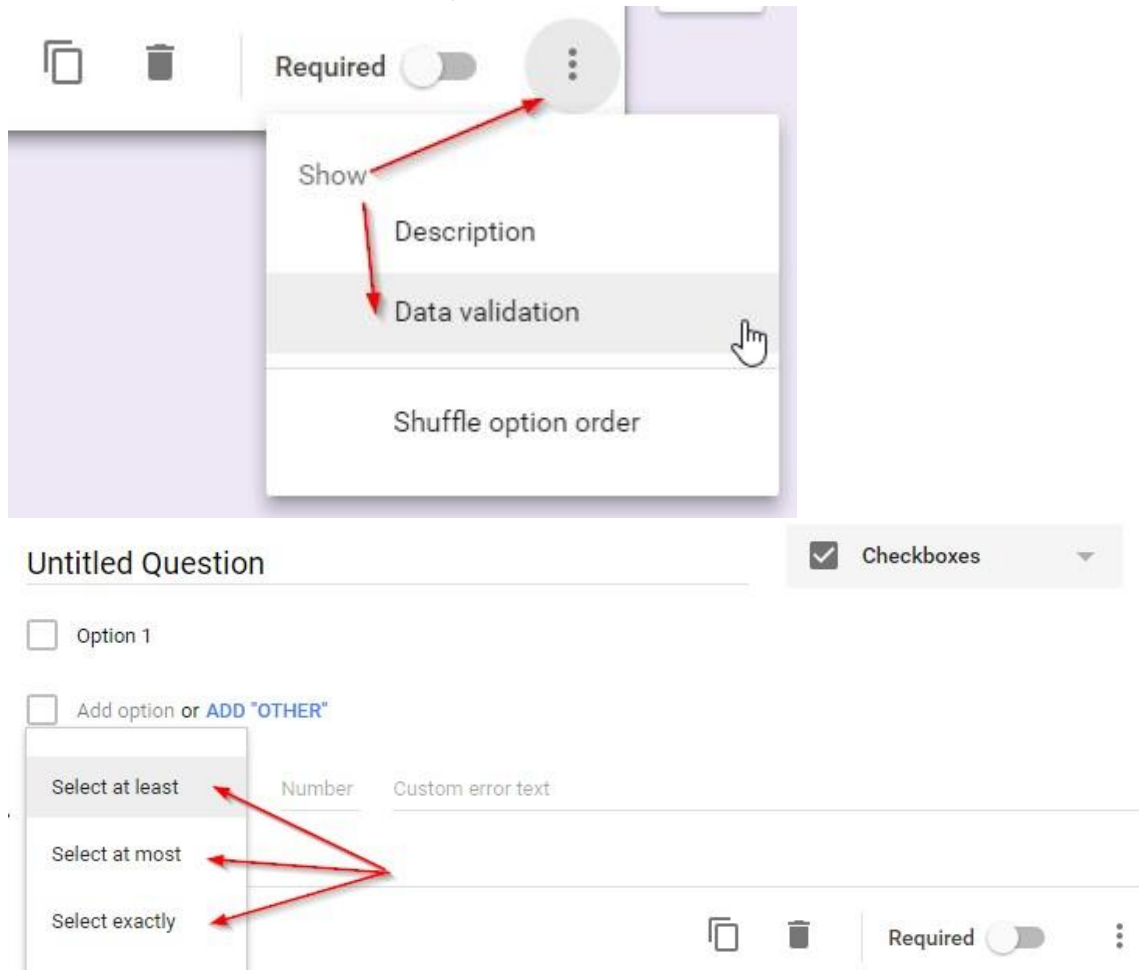 Required
Show
Description
Data validation
Shuffle option order
Untitled Question
Checkboxes
Option 1
Add option or ADD "OTHER"
Select at least
Number
Custom error text
Select at most
Select exactly
Required